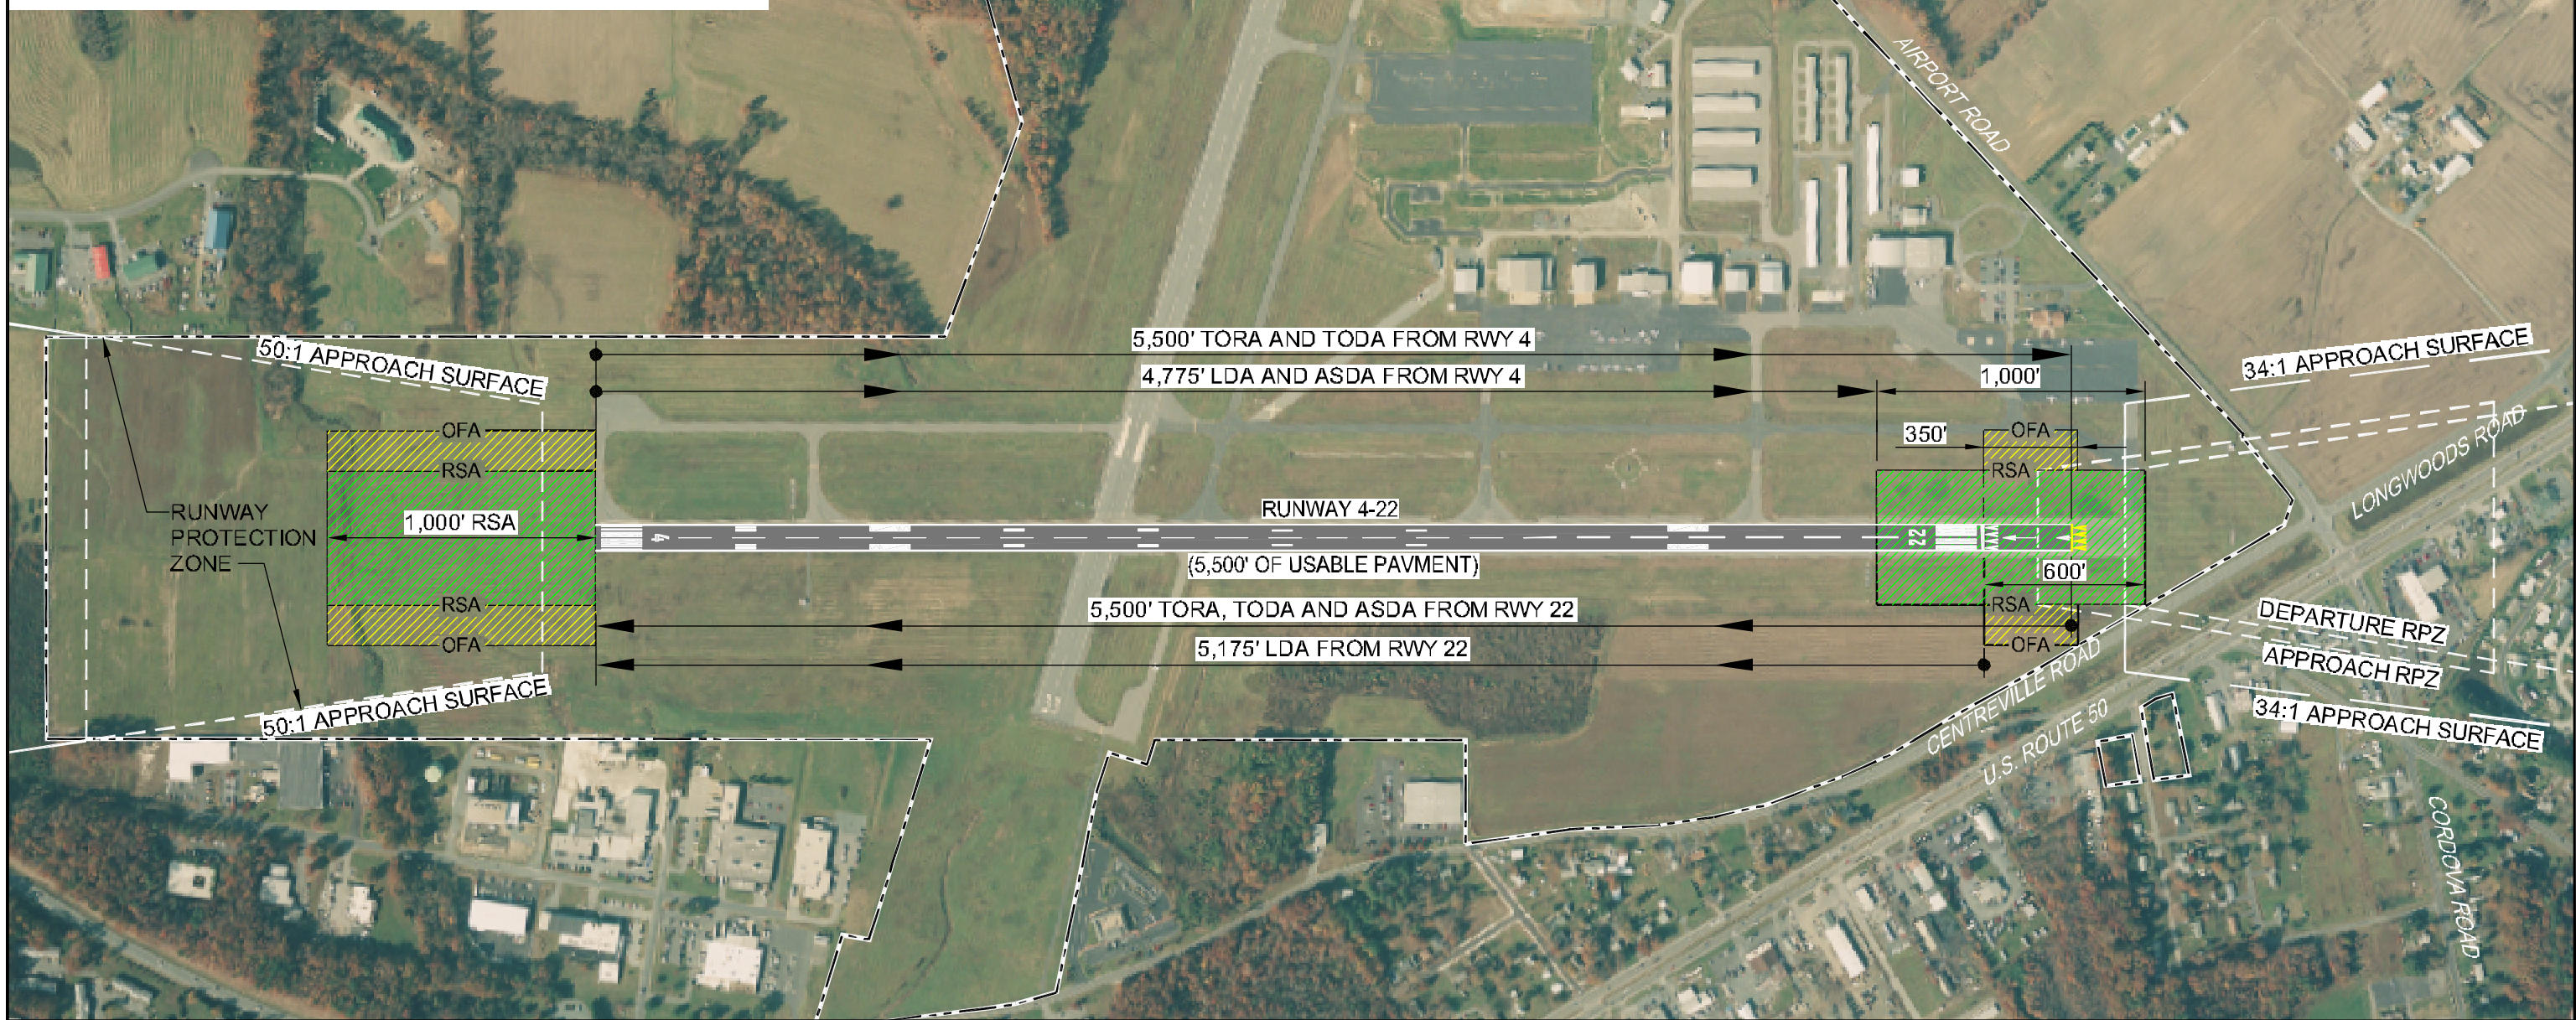 AIRPORT ROAD
5,500' TORA AND TODA FROM RWY 4
50:1 APPROACH SURFACE
34:1 APPROACH SURFACE
4,775' LDA AND ASDA FROM RWY 4
1,000'
OFA
350'
OFA
LONGWOODS ROAD
RSA
RSA
RUNWAY
PROTECTION
ZONE
1,000' RSA
RUNWAY 4-22
4
22
(5,500' OF USABLE PAVMENT)
600'
RSA
5,500' TORA, TODA AND ASDA FROM RWY 22
RSA
DEPARTURE RPZ
OFA
5,175' LDA FROM RWY 22
OFA
APPROACH RPZ
50:1 APPROACH SURFACE
CENTREVILLE ROAD
34:1 APPROACH SURFACE
U.S. ROUTE 50
CORDOVA ROAD